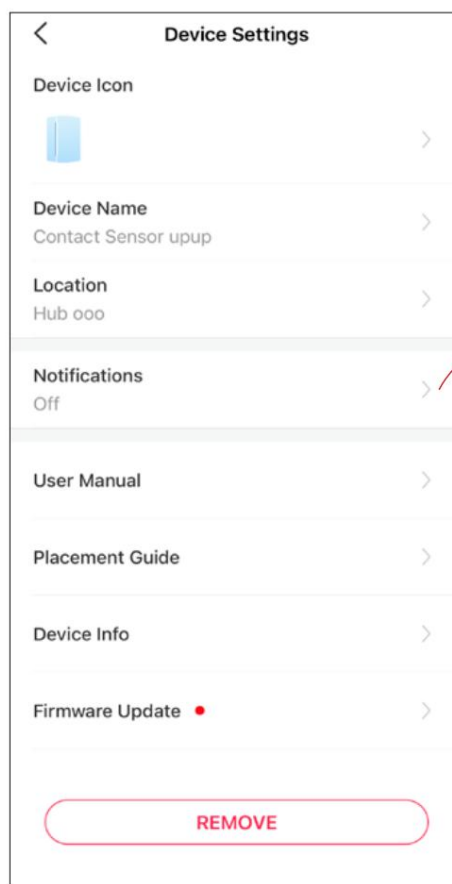 Device Settings
Device Icon
Device Name
Contact Sensor upup
Location
Hub ooo
Notifications
Off
User Manual
Placement Guide
Device Info
Firmware Update
REMOVE